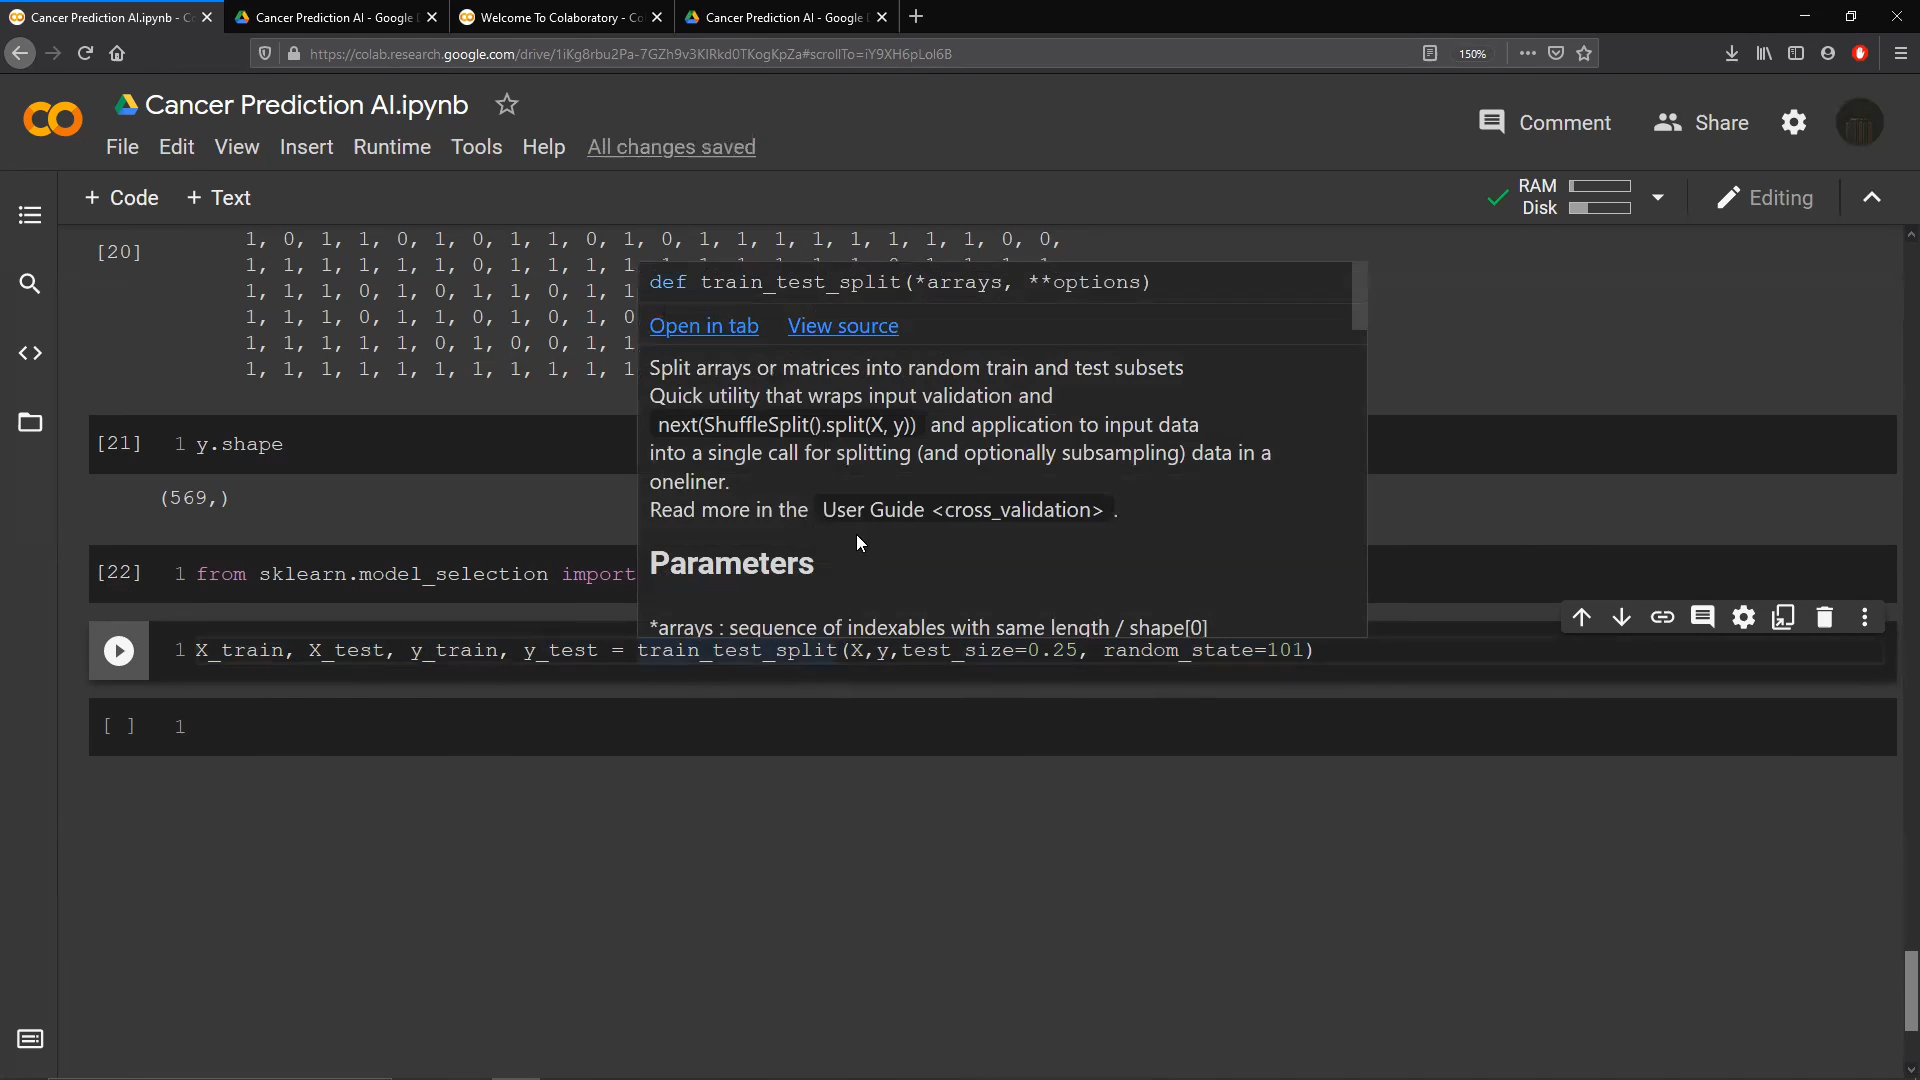 Cancer Prediction AI.ipynb - Co
Cancer Prediction AI - Google D
Welcome To Colaboratory - Co
Cancer Prediction AI - Google D
https://colab.research.google.com/drive/1iKg8rbu2Pa-7GZh9v3KIRkd0TKogKpZa#scrollTo=iY9XH6pLol6B
150%
Cancer Prediction AI.ipynb
Comment
Share
File Edit View Insert Runtime Tools Help All changes saved
+ Code + Text
RAM
Disk
Editing
[20]
1, 0, 1, 1, 0, 1, 0, 1, 1, 0, 1, 0, 1, 1, 1, 1, 1, 1, 1, 1, 0, 0,
1, 1, 1, 1, 1, 1, 0, 1, 1, 1, 1,
1, 1, 1, 0, 1, 0, 1, 1, 0, 1, 1
1, 1, 1, 0, 1, 1, 0, 1, 0, 1, 0
1, 1, 1, 1, 1, 0, 1, 0, 0, 1, 1
1, 1, 1, 1, 1, 1, 1, 1, 1, 1, 1
def train_test_split(*arrays, **options)
Open in tab View source
Split arrays or matrices into random train and test subsets
Quick utility that wraps input validation and
next(ShuffleSplit().split(X, y)) and application to input data
into a single call for splitting (and optionally subsampling) data in a
oneliner.
Read more in the User Guide <cross_validation> .
Parameters
*arrays : sequence of indexables with same length / shape[0]
[21] 1 y.shape
(569,)
[22] 1 from sklearn.model_selection import
1 X_train, X_test, y_train, y_test = train_test_split(X,y,test_size=0.25, random_state=101)
[ ] 1